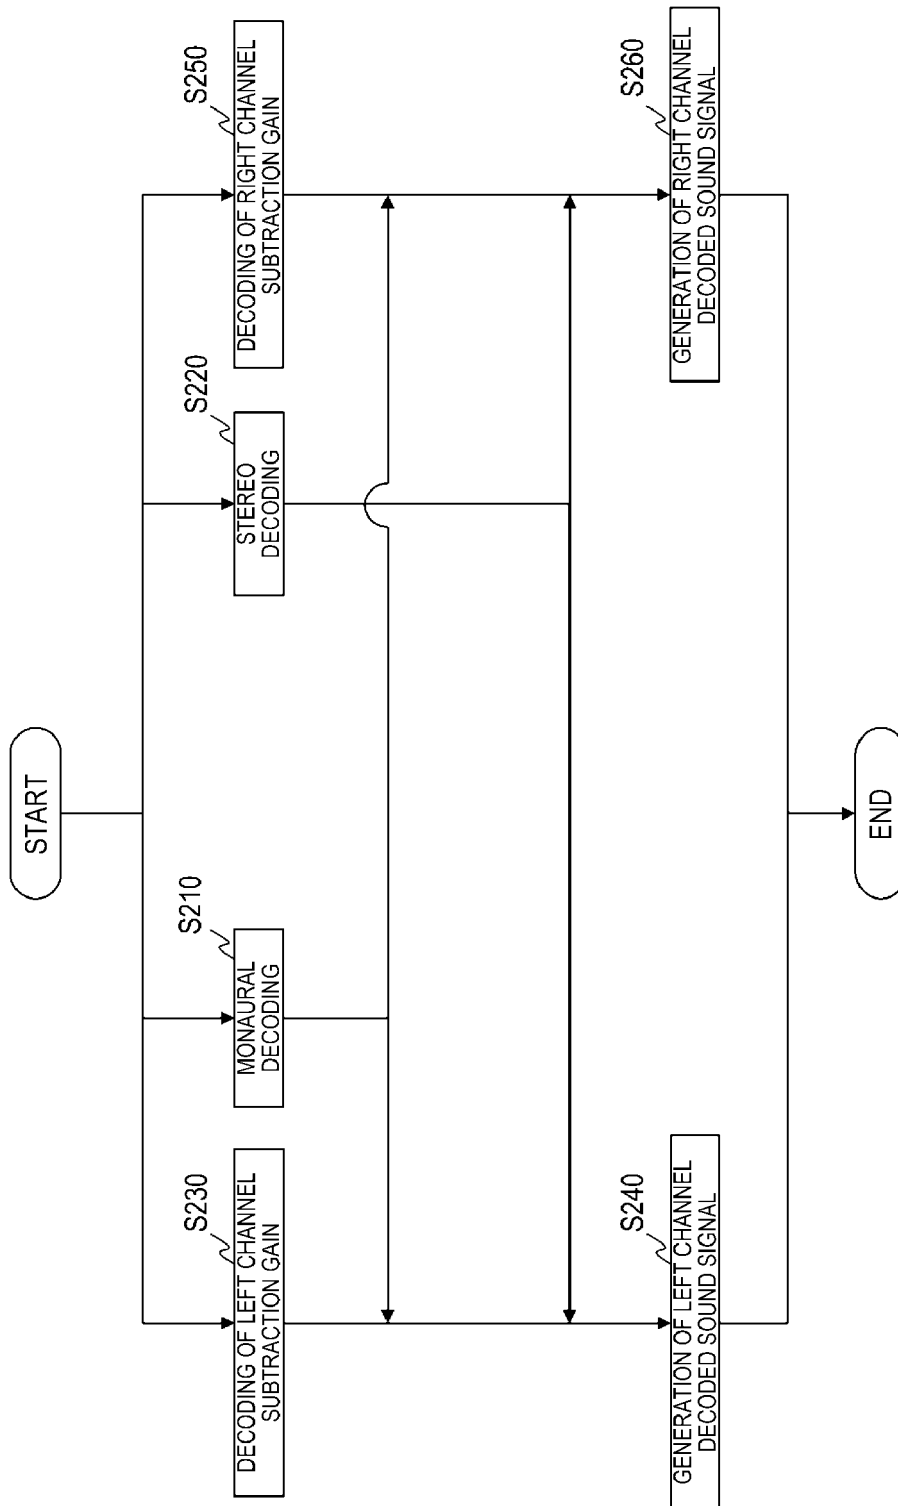 START
S230
DECODING OF LEFT CHANNEL
SUBTRACTION GAIN
S210
MONAURAL
DECODING
S220
STEREO
DECODING
S250
DECODING OF RIGHT CHANNEL
SUBTRACTION GAIN
S240
GENERATION OF LEFT CHANNEL
DECODED SOUND SIGNAL
S260
GENERATION OF RIGHT CHANNEL
DECODED SOUND SIGNAL
END